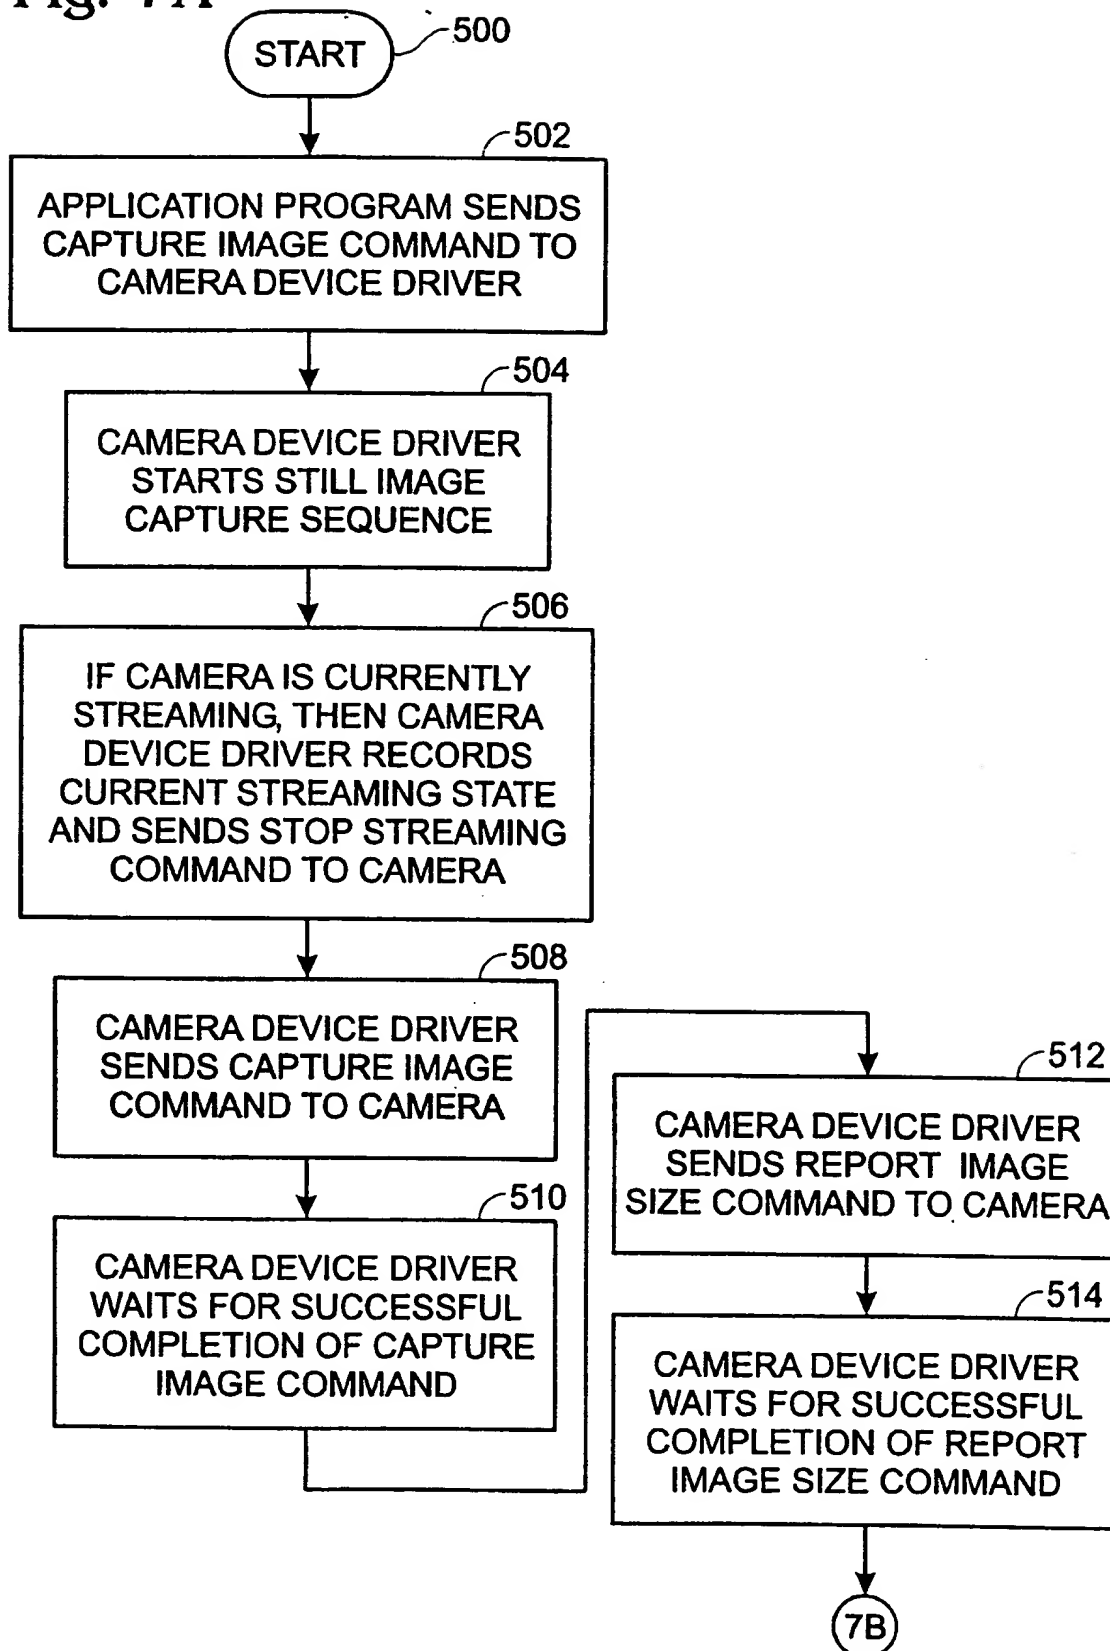 Fig. 7A
START
500
502
APPLICATION PROGRAM SENDS
CAPTURE IMAGE COMMAND TO
CAMERA DEVICE DRIVER
504
CAMERA DEVICE DRIVER
STARTS STILL IMAGE
CAPTURE SEQUENCE
506
IF CAMERA IS CURRENTLY
STREAMING, THEN CAMERA
DEVICE DRIVER RECORDS
CURRENT STREAMING STATE
AND SENDS STOP STREAMING
COMMAND TO CAMERA
508
CAMERA DEVICE DRIVER
SENDS CAPTURE IMAGE
COMMAND TO CAMERA
510
CAMERA DEVICE DRIVER
WAITS FOR SUCCESSFUL
COMPLETION OF CAPTURE
IMAGE COMMAND
512
CAMERA DEVICE DRIVER
SENDS REPORT IMAGE
SIZE COMMAND TO CAMERA
514
CAMERA DEVICE DRIVER
WAITS FOR SUCCESSFUL
COMPLETION OF REPORT
IMAGE SIZE COMMAND
7B